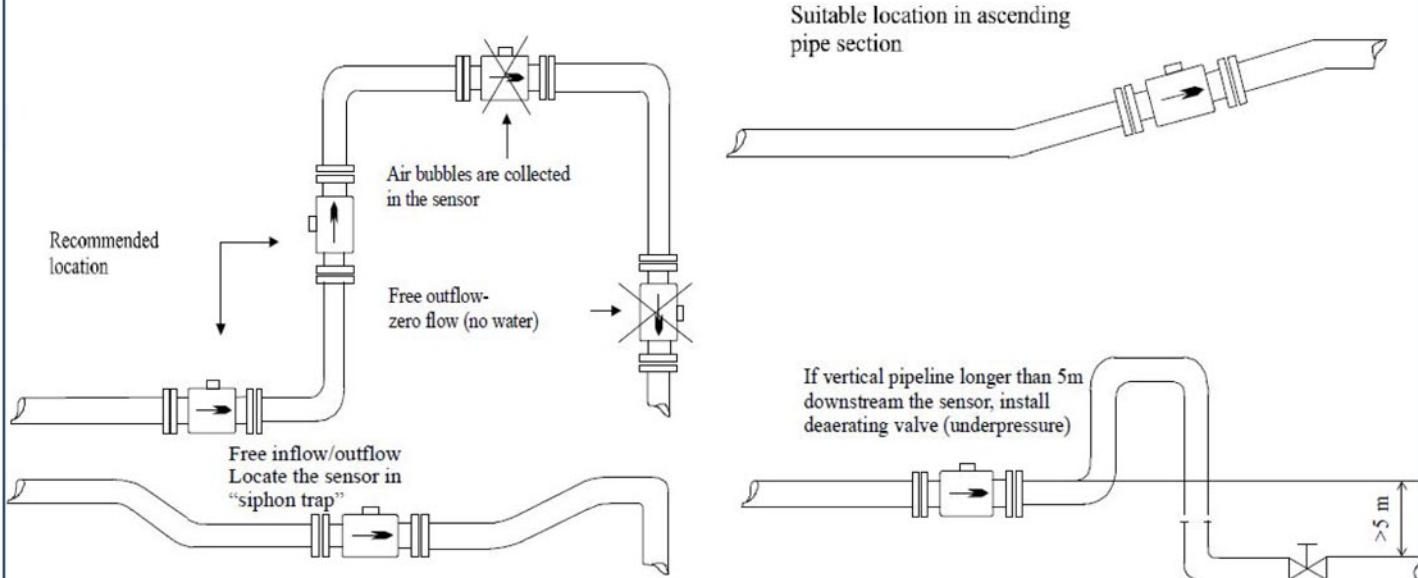 Suitable location in ascending
pipe section
Air bubbles are collected
in the sensor
Recommended
location
Free outflow-
zero flow (no water)
If vertical pipeline longer than 5m
downstream the sensor, install
deaerating valve (underpressure)
Free inflow/outflow
Locate the sensor in
“siphon trap”
>5 m